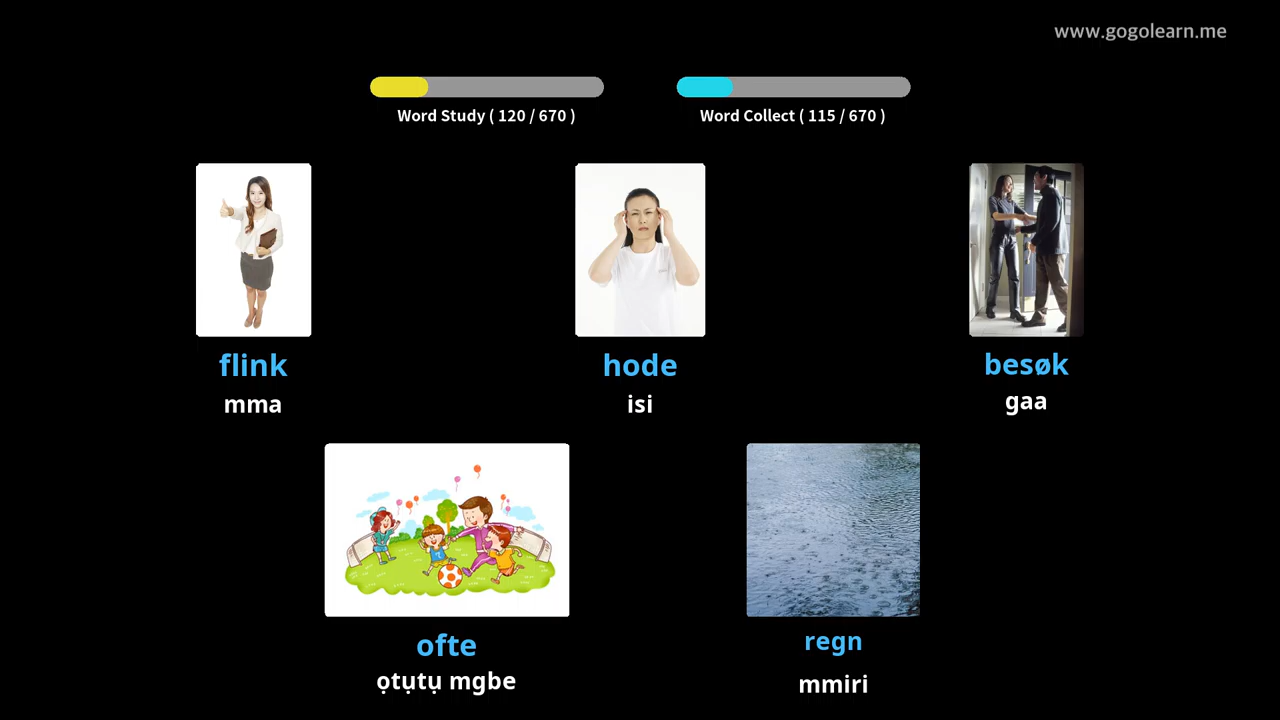 www.gogolearn.me
Word Study ( 120 / 670 )
Word Collect ( 115 / 670 )
flink
mma
hode
isi
besøk
gaa
ofte
ọtụtụ mgbe
regn
mmiri